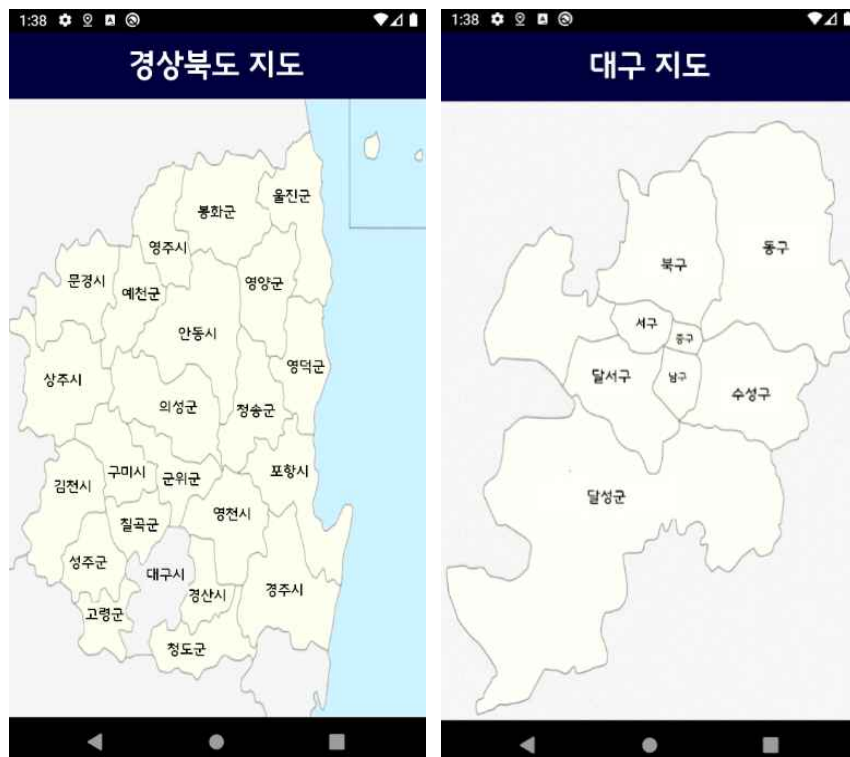 1:38
경상북도 지도
울진군
봉화군
영주시
문경시
예천군
영양군
안동시
영덕군
상주시
의성군
청송군
구미시
군위군
포항시
김천시
영천시
칠곡군
성주군
대구시
경산시
경주시
고령군
청도군
1:38
대구 지도
동구
북구
서구
중구
달서구
남구
수성구
달성군